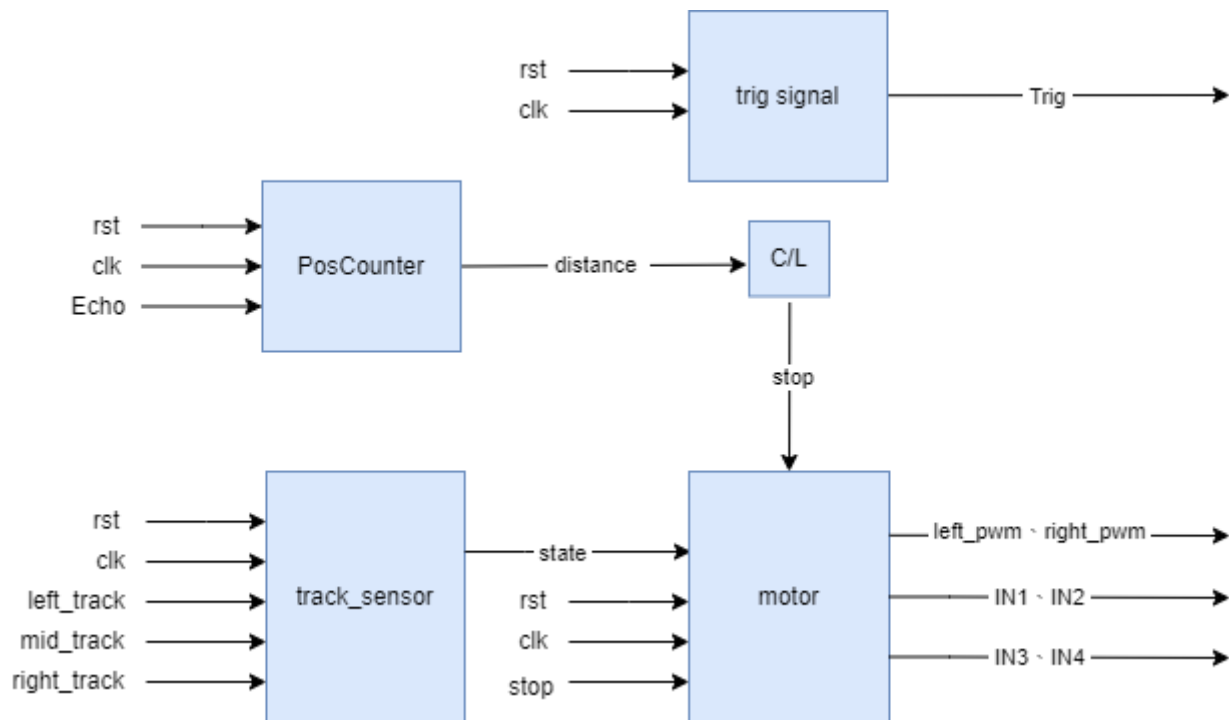 rst
clk
trig signal
Trig
rst
clk
Echo
PosCounter
distance
C/L
stop
rst
clk
left_track
mid_track
right_track
track_sensor
state
rst
clk
stop
motor
left_pwm、right_pwm
IN1、IN2
IN3、IN4